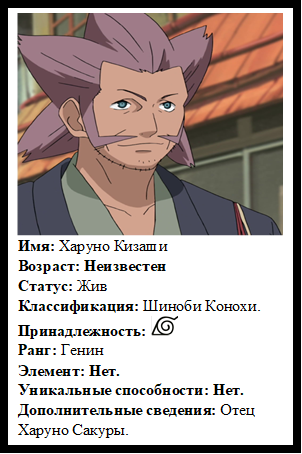 Имя: Харуно Кизаши
Возраст: Неизвестен
Статус: Жив
Классификация: Шиноби Конохи.
Принадлежность:
Ранг: Генин
Элемент: Нет.
Уникальные способности: Нет.
Дополнительные сведения: Отец
Харуно Сакуры.